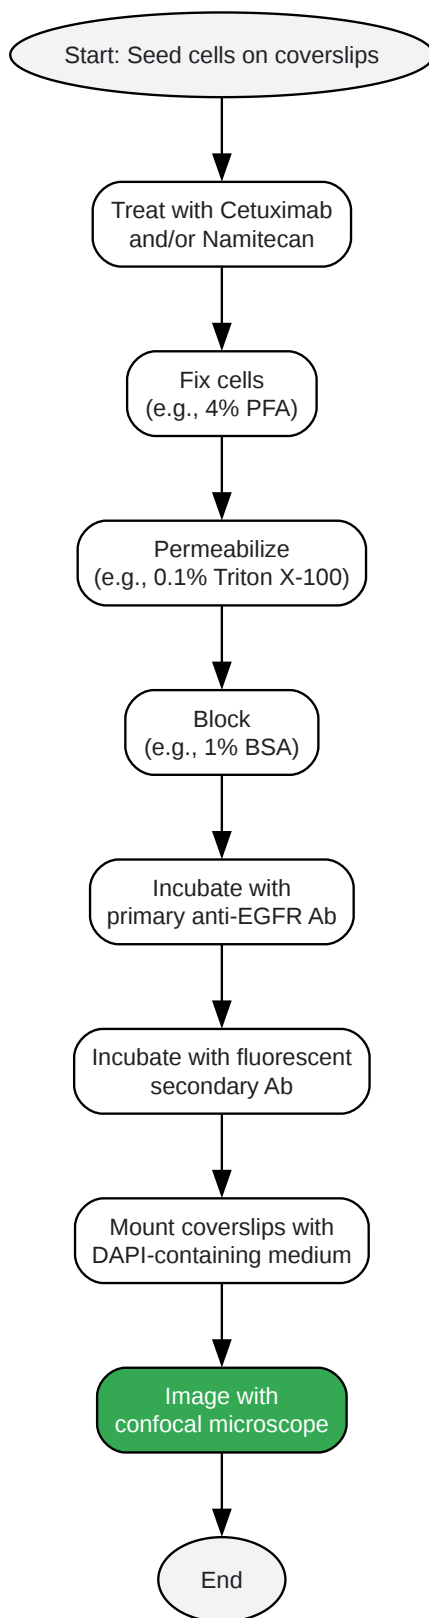 Start: Seed cells on coverslips
Treat with Cetuximab
and/or Namitecan
Fix cells
(e.g., 4% PFA)
Permeabilize
(e.g., 0.1% Triton X-100)
Block
(e.g., 1% BSA)
Incubate with
primary anti-EGFR Ab
Incubate with fluorescent
secondary Ab
Mount coverslips with
DAPI-containing medium
Image with
confocal microscope
End